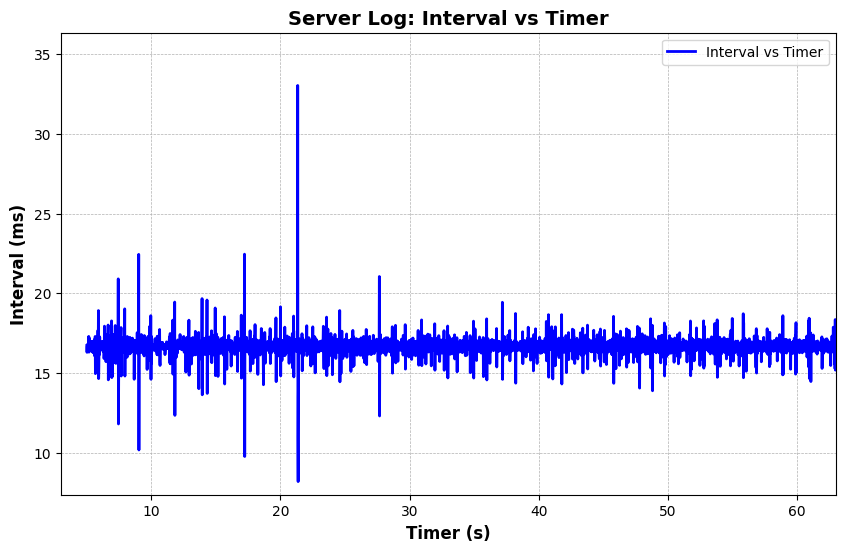 Server Log: Interval vs Timer
Interval vs Timer
35
30
25
20
15
10
Interval (ms)
10 20 30 40 50 60
Timer (s)